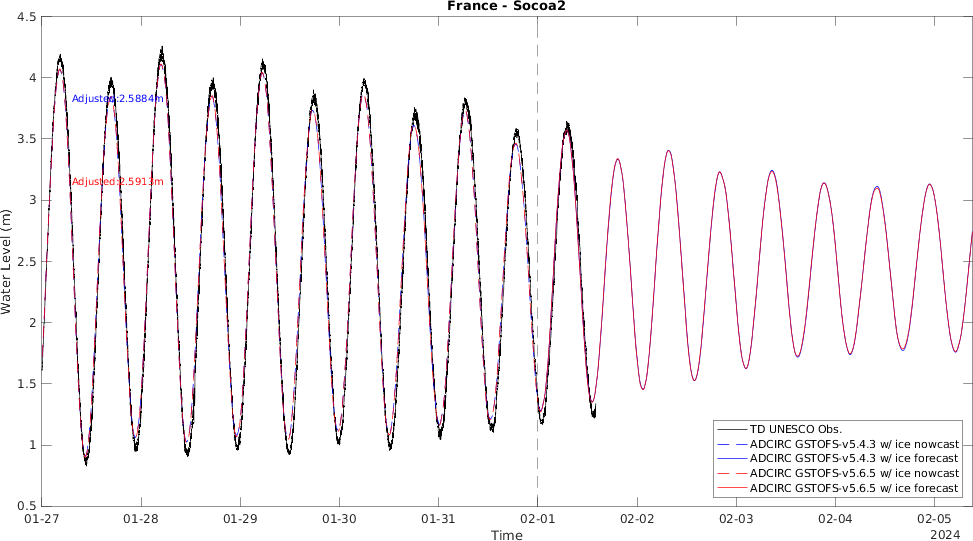 France - Socoa2
4.5
4
3.5
3
2.5
2
1.5
1
0.5
Water Level (m)
Adjusted:2.5884m
Adjusted:2.5913m
TD UNESCO Obs.
ADCIRC GSTOFS-v5.4.3 w/ ice nowcast
ADCIRC GSTOFS-v5.4.3 w/ ice forecast
ADCIRC GSTOFS-v5.6.5 w/ ice nowcast
ADCIRC GSTOFS-v5.6.5 w/ ice forecast
01-27 01-28 01-29 01-30 01-31 02-01 02-02 02-03 02-04 02-05
Time
2024